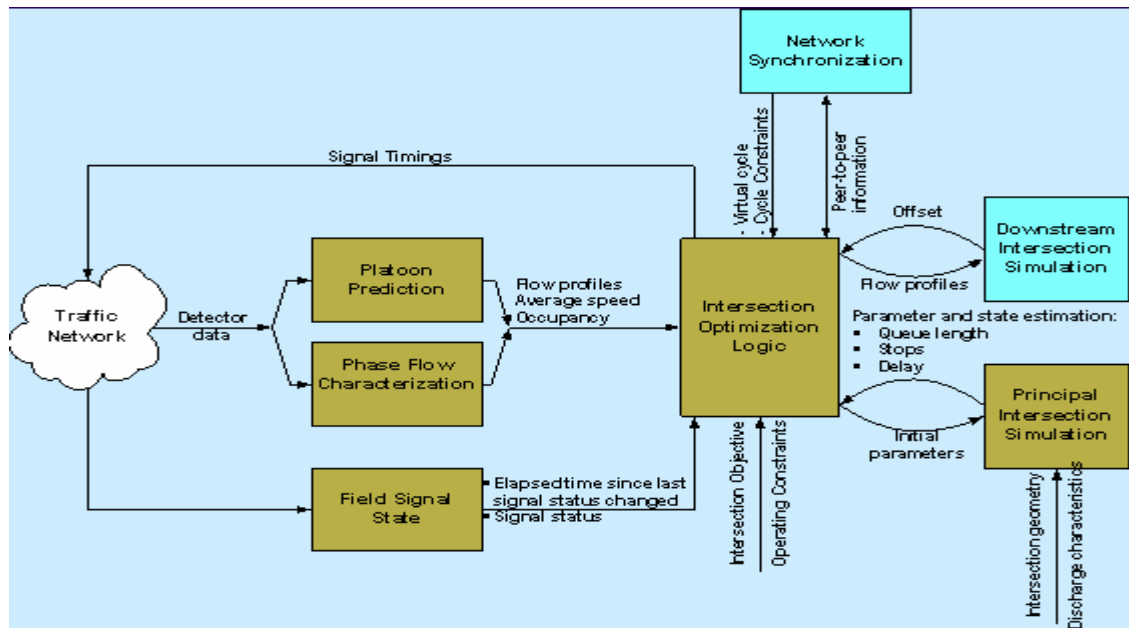 Network
Synchronization
Signal Timings
- Virtual cycle
- Cycle Constraints
Peer-to-peer
information
Offset
Downstream
Intersection
Simulation
Flow profiles
Platoon
Prediction
Flow profiles
Average speed
Occupancy
Intersection
Optimization
Logic
Traffic
Network
Detector
data
Phase Flow
Characterization
Parameter and state estimation:
▪ Queue length
▪ Stops
▪ Delay
Principal
Intersection
Simulation
Initial
parameters
Field Signal
State
▪ Elapsedtime since last
signal status changed
▪ Signal status
Intersection Objective
Operating Constraints
Intersection geometry
Discharge characteristics